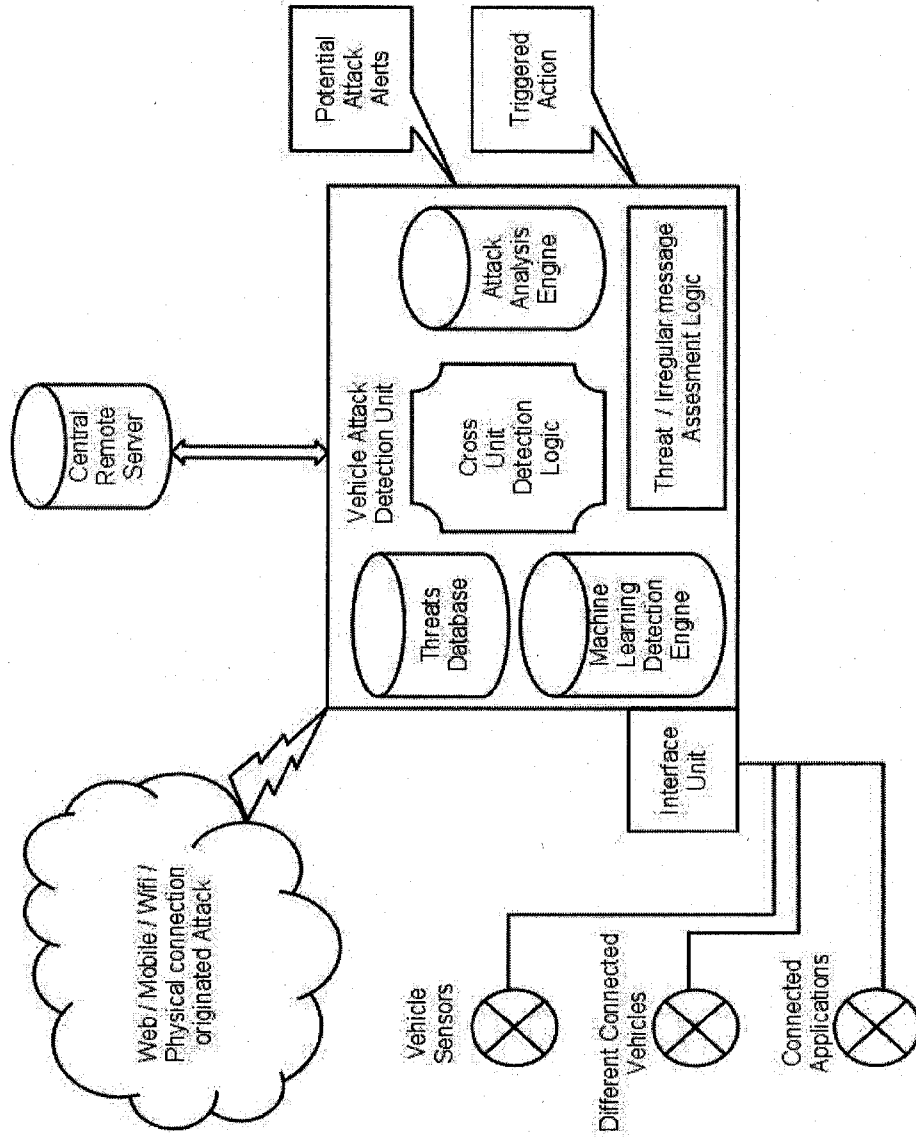 Web / Mobile / Wifi /
Physical connection
originated Attack
Central
Remote
Server
Potential
Attack
Alerts
Triggered
Action
Vehicle Attack
Detection Unit
Threats
Database
Cross
Unit
Detection
Logic
Attack
Analysis
Engine
Machine
Learning
Detection
Engine
Threat / Irregular message
Assesment Logic
Interface
Unit
Vehicle
Sensors
Different Connected
Vehicles
Connected
Applications